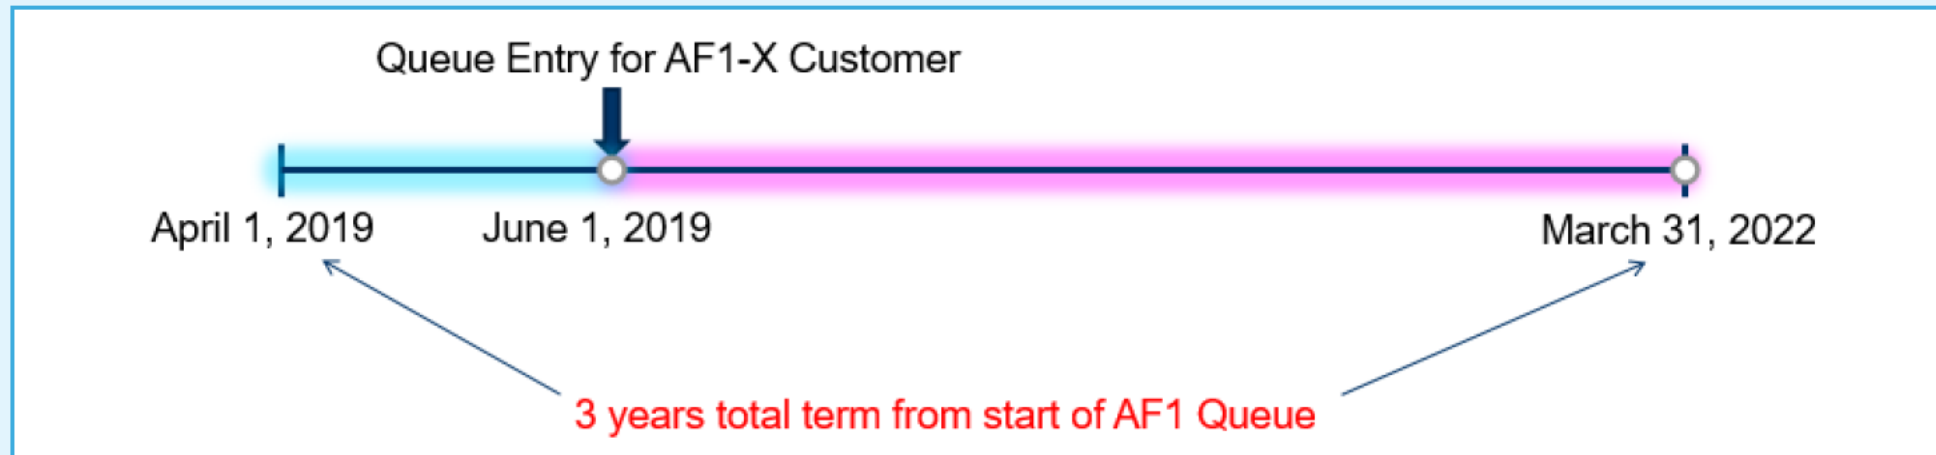 Queue Entry for AF1-X Customer
April 1, 2019
June 1, 2019
March 31, 2022
3 years total term from start of AF1 Queue